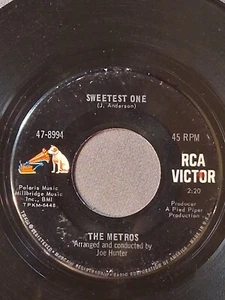 SWEETEST ONE
(J. Anderson)
47-8994
45 RPM
RCA
VICTOR
2:20
Polaris Music
Millbridge Music
Inc., BMI
TPKM-6448
Producer
A Pied Piper
Production
THE METROS
Arranged and conducted by
Joe Hunter